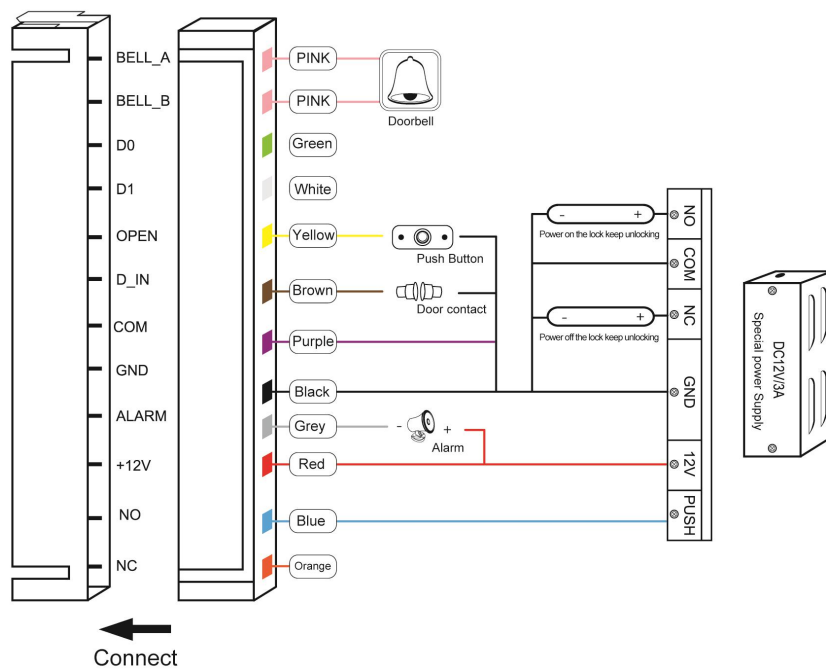 BELL_A
BELL_B
D0
D1
OPEN
D_IN
COM
GND
ALARM
+12V
NO
NC
PINK
PINK
Green
White
Yellow
Brown
Purple
Black
Grey
Red
Blue
Orange
Doorbell
Push Button
Door contact
- +
Alarm
- +
Power on the lock keep unlocking
- +
Power off the lock keep unlocking
NO
COM
NC
GND
12V
PUSH
DC12V/3A
Special power Supply
Connect